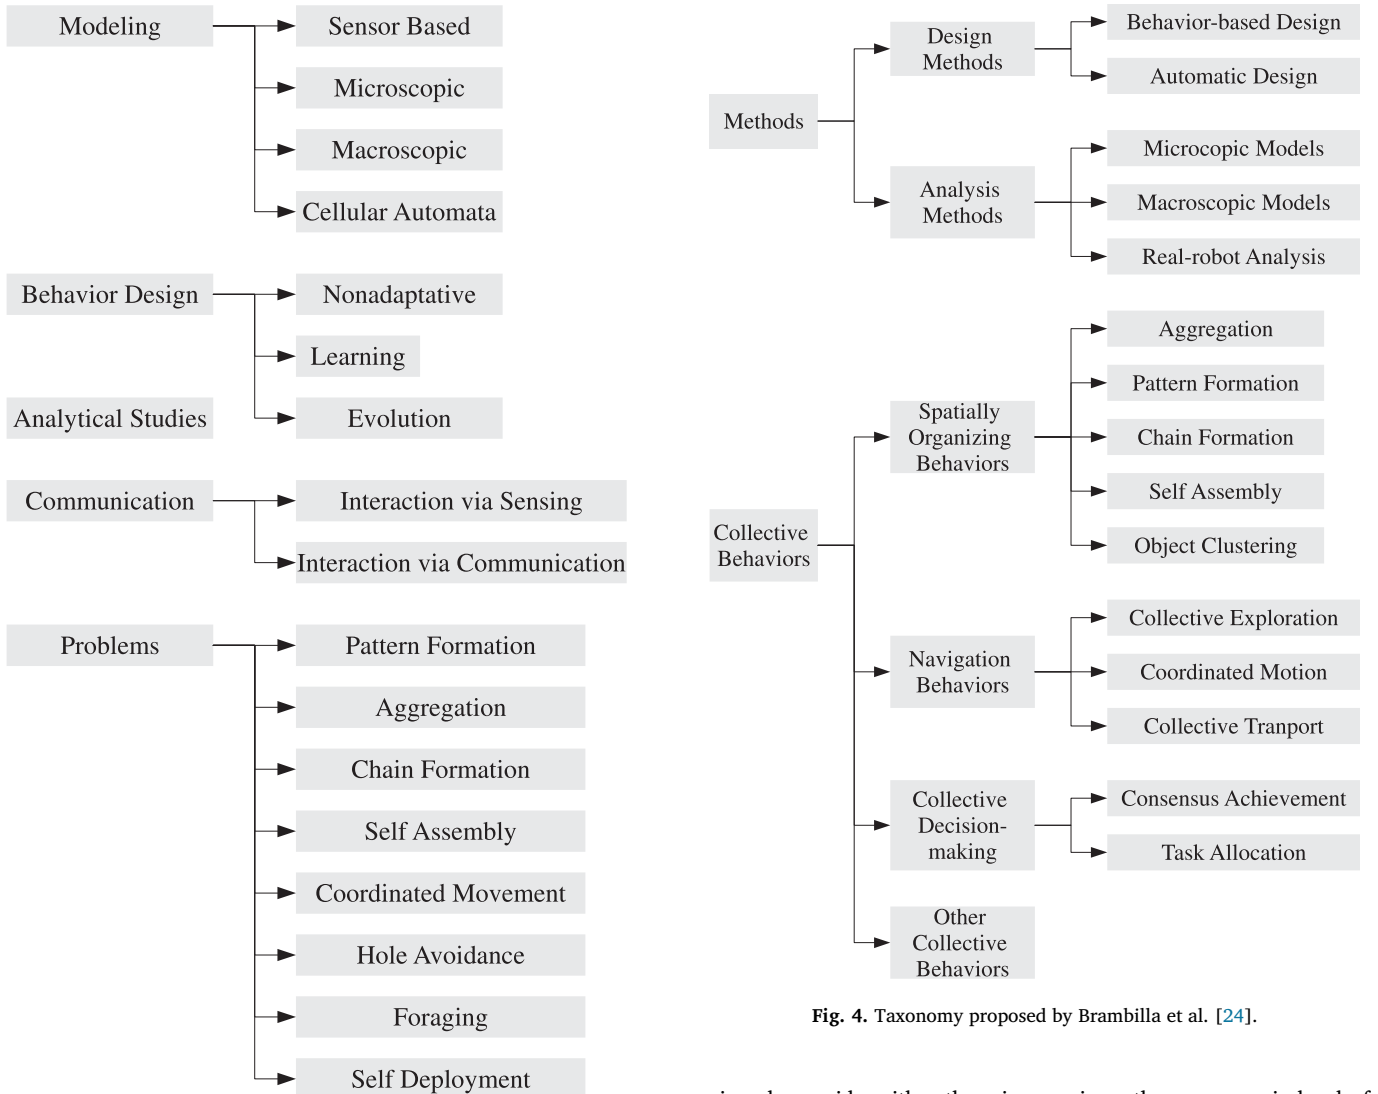 Modeling
Sensor Based
Microscopic
Macroscopic
Cellular Automata
Behavior Design
Nonadaptative
Learning
Evolution
Analytical Studies
Communication
Interaction via Sensing
Interaction via Communication
Problems
Pattern Formation
Aggregation
Chain Formation
Self Assembly
Coordinated Movement
Hole Avoidance
Foraging
Self Deployment
Methods
Design
Methods
Behavior-based Design
Automatic Design
Analysis
Methods
Microcopic Models
Macroscopic Models
Real-robot Analysis
Collective
Behaviors
Spatially
Organizing
Behaviors
Aggregation
Pattern Formation
Chain Formation
Self Assembly
Object Clustering
Navigation
Behaviors
Collective Exploration
Coordinated Motion
Collective Tranport
Collective
Decision-
making
Consensus Achievement
Task Allocation
Other
Collective
Behaviors
Fig. 4. Taxonomy proposed by Brambilla et al. [24].